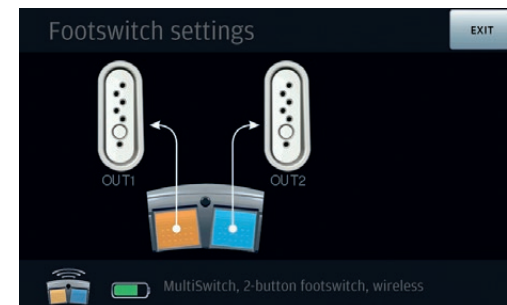 Footswitch settings
EXIT
OUT1
OUT2
MultiSwitch, 2-button footswitch, wireless